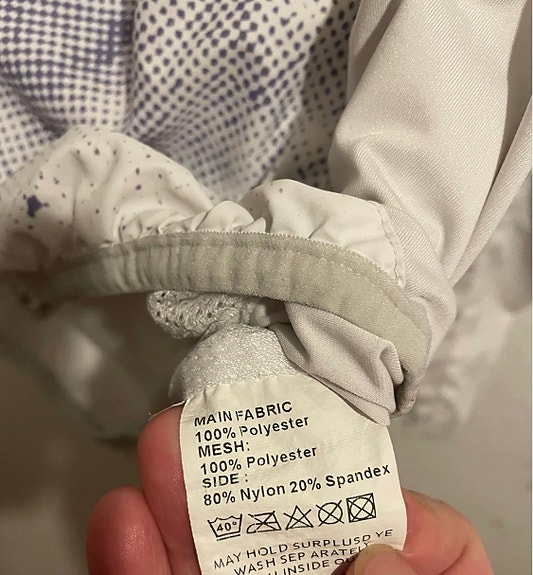 MAIN FABRIC
100% Polyester
MESH:
100% Polyester
SIDE :
80% Nylon 20% Spandex
40°
MAY HOLD SURPLUSD YE
WASH SEP ARATEL
INSIDE